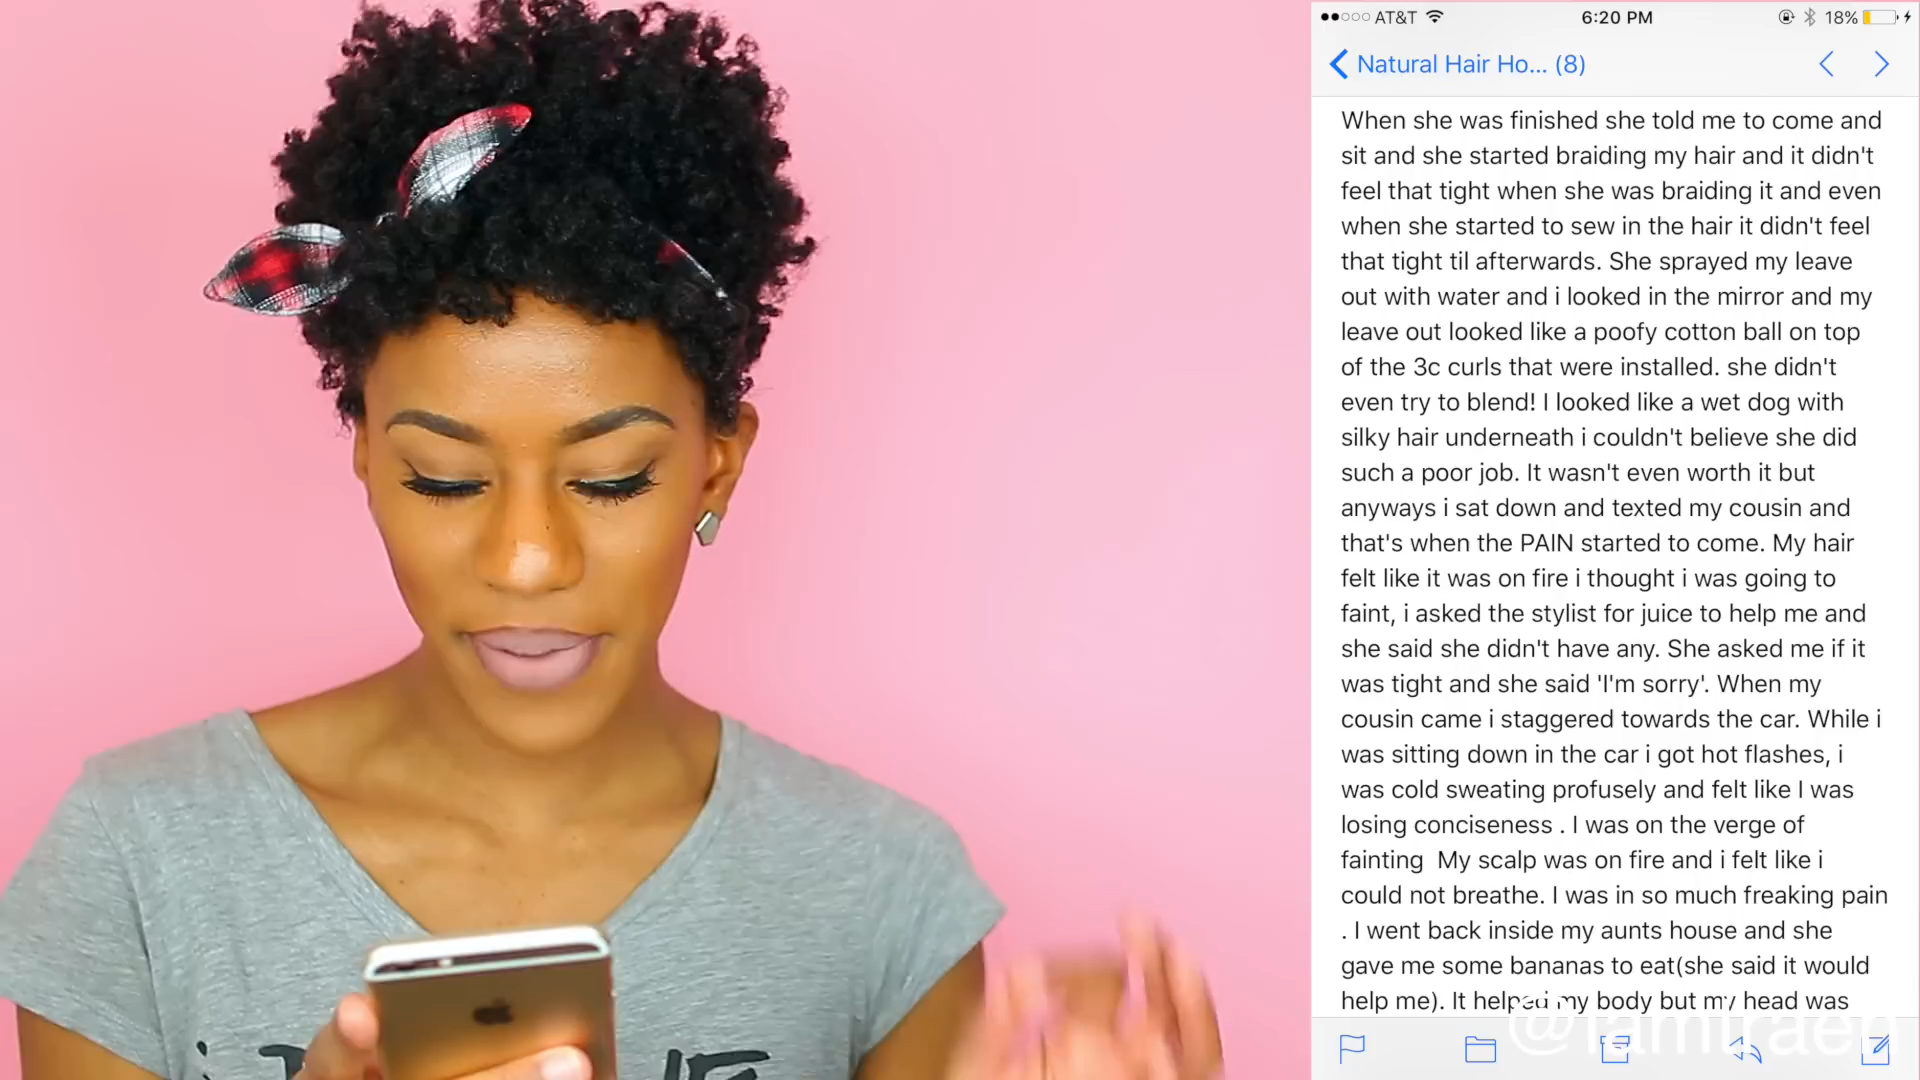 AT&T 6:20 PM 18%
Natural Hair Ho... (8)
When she was finished she told me to come and
sit and she started braiding my hair and it didn't
feel that tight when she was braiding it and even
when she started to sew in the hair it didn't feel
that tight til afterwards. She sprayed my leave
out with water and i looked in the mirror and my
leave out looked like a poofy cotton ball on top
of the 3c curls that were installed. she didn't
even try to blend! I looked like a wet dog with
silky hair underneath i couldn't believe she did
such a poor job. It wasn't even worth it but
anyways i sat down and texted my cousin and
that's when the PAIN started to come. My hair
felt like it was on fire i thought i was going to
faint, i asked the stylist for juice to help me and
she said she didn't have any. She asked me if it
was tight and she said 'I'm sorry'. When my
cousin came i staggered towards the car. While i
was sitting down in the car i got hot flashes, i
was cold sweating profusely and felt like I was
losing conciseness . I was on the verge of
fainting  My scalp was on fire and i felt like i
could not breathe. I was in so much freaking pain
. I went back inside my aunts house and she
gave me some bananas to eat(she said it would
help me). It helped my body but my head was